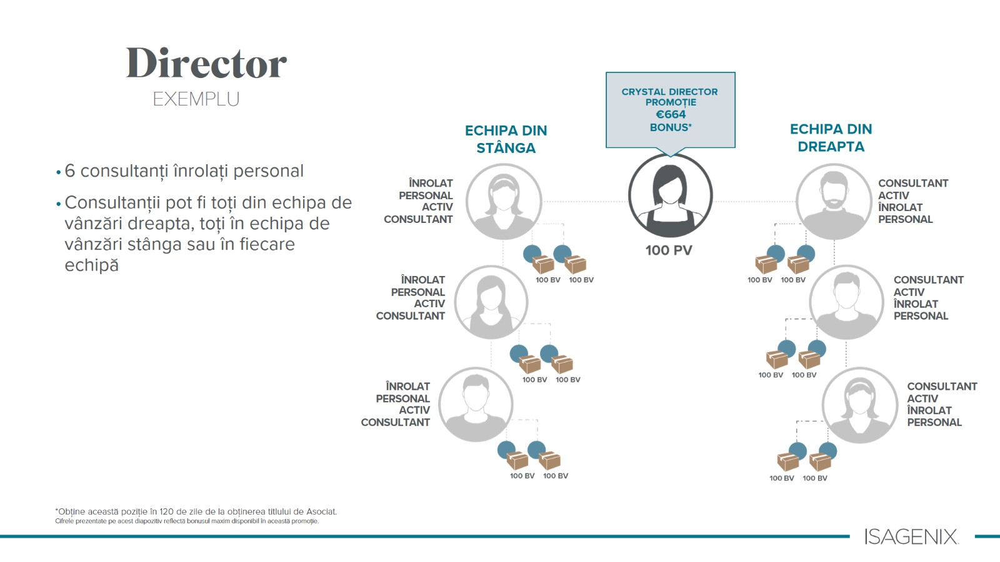 Director
EXEMPLU
• 6 consultanți înrolați personal
• Consultanții pot fi toți din echipa de
vânzări dreapta, toți în echipa de
vânzări stânga sau în fiecare
echipă
CRYSTAL DIRECTOR
PROMOȚIE
€664
BONUS*
ECHIPA DIN
STÂNGA
ECHIPA DIN
DREAPTA
100 PV
ÎNROLAT
PERSONAL
ACTIV
CONSULTANT
100 BV 100 BV
ÎNROLAT
PERSONAL
ACTIV
CONSULTANT
100 BV 100 BV
ÎNROLAT
PERSONAL
ACTIV
CONSULTANT
100 BV 100 BV
CONSULTANT
ACTIV
ÎNROLAT
PERSONAL
100 BV 100 BV
CONSULTANT
ACTIV
ÎNROLAT
PERSONAL
100 BV 100 BV
CONSULTANT
ACTIV
ÎNROLAT
PERSONAL
100 BV 100 BV
*Obține această poziție în 120 de zile de la obținerea titlului de Asociat.
Cifrele prezentate pe acest diapozitiv reflectă bonusul maxim disponibil în această promoție.
ISAGENIX